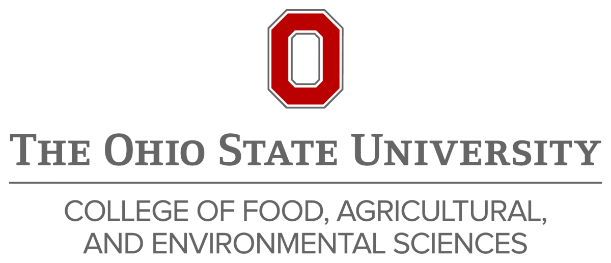 O
THE OHIO STATE UNIVERSITY
COLLEGE OF FOOD, AGRICULTURAL,
AND ENVIRONMENTAL SCIENCES